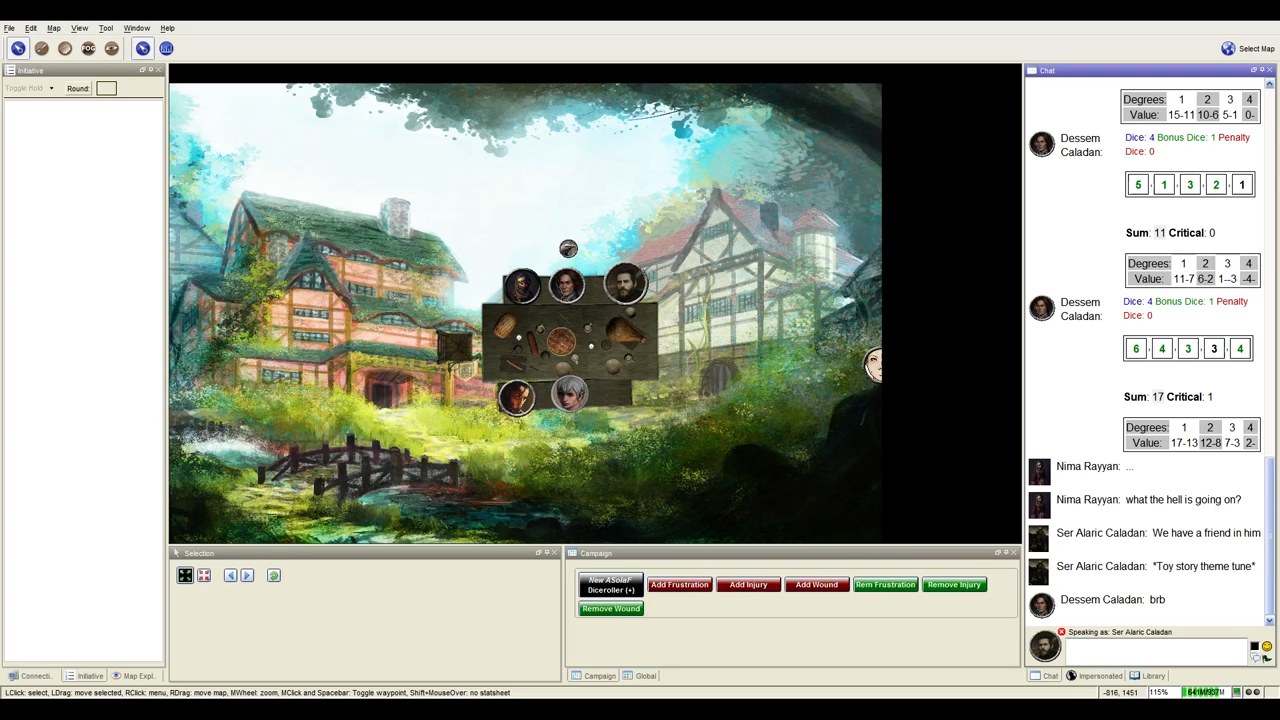 File Edit Map View Tool Window Help
FOG
Select Map
Initiative
Toggle Hold Round:
Chat
Degrees: 1 2 3 4
Value: 15-11 10-6 5-1 0-
Dessem Caladan: Dice: 4 Bonus Dice: 1 Penalty
Dice: 0
5 , 1 , 3 , 2 , 1
Sum: 11 Critical: 0
Degrees: 1 2 3 4
Value: 11-7 6-2 1--3 -4-
Dessem Caladan: Dice: 4 Bonus Dice: 1 Penalty
Dice: 0
6 , 4 , 3 , 3 , 4
Sum: 17 Critical: 1
Degrees: 1 2 3 4
Value: 17-13 12-8 7-3 2-
Nima Rayyan: ...
Nima Rayyan: what the hell is going on?
Ser Alaric Caladan: We have a friend in him
Ser Alaric Caladan: *Toy story theme tune*
Dessem Caladan: brb
Speaking as: Ser Alaric Caladan
Selection
Campaign
New ASoIaF
Diceroller (+)
Add Frustration Add Injury Add Wound Rem Frustration Remove Injury
Remove Wound
Connecti.. Initiative Map Expl..
Campaign Global
Chat Impersonated Library
LClick: select, LDrag: move selected, RClick: menu, RDrag: move map, MWheel: zoom, MClick and Spacebar: Toggle waypoint, Shift+MouseOver: no statsheet
-816, 1451 115%